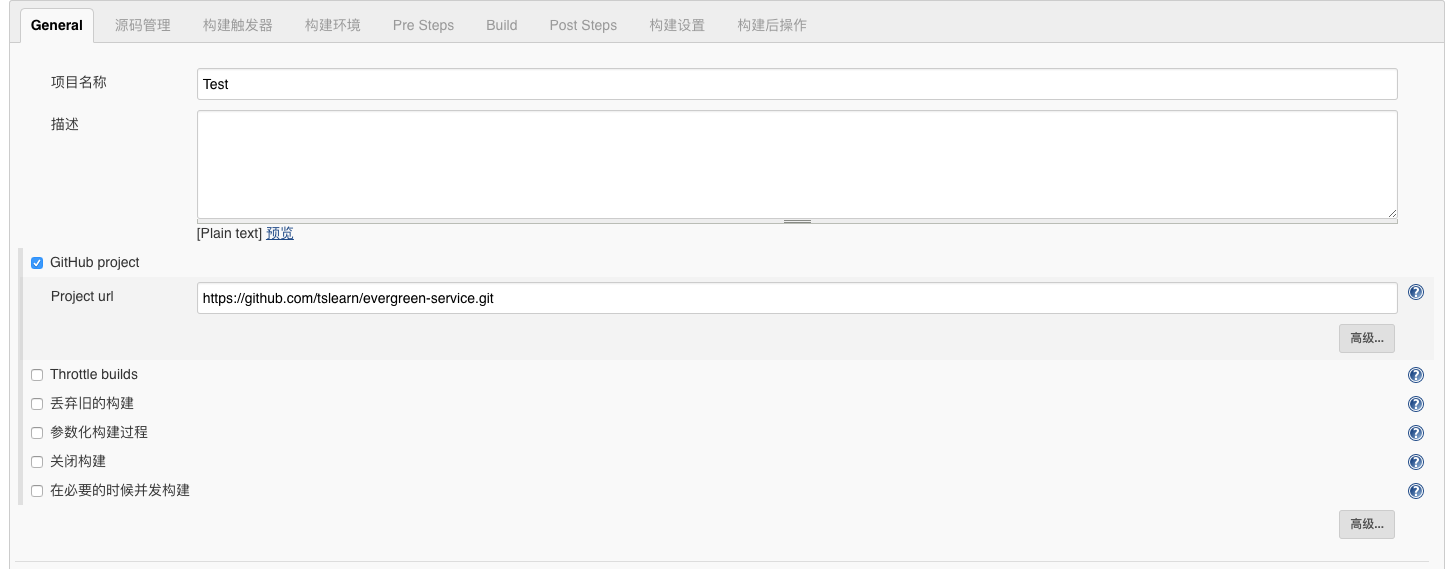 General 源码管理 构建触发器 构建环境 Pre Steps Build Post Steps 构建设置 构建后操作
项目名称 Test
描述
[Plain text] 预览
GitHub project
Project url https://github.com/tslearn/evergreen-service.git
高级...
Throttle builds
丢弃旧的构建
参数化构建过程
关闭构建
在必要的时候并发构建
高级...